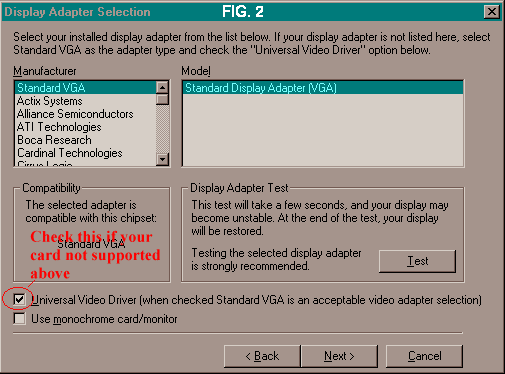 Display Adapter Selection
FIG. 2
Select your installed display adapter from the list below. If your display adapter is not listed here, select
Standard VGA as the adapter type and check the "Universal Video Driver" option below.
Manufacturer
Standard VGA
Actix Systems
Alliance Semiconductors
ATI Technologies
Boca Research
Cardinal Technologies
Cirrus Logic
Model
Standard Display Adapter (VGA)
Compatibility
The selected adapter is
compatible with this chipset:
Standard VGA
Check this if your
card not supported
above
Display Adapter Test
This test will take a few seconds, and your display may
become unstable. At the end of the test, your display
will be restored.
Testing the selected display adapter
is strongly recommended.
Test
Universal Video Driver (when checked Standard VGA is an acceptable video adapter selection)
Use monochrome card/monitor
< Back
Next >
Cancel